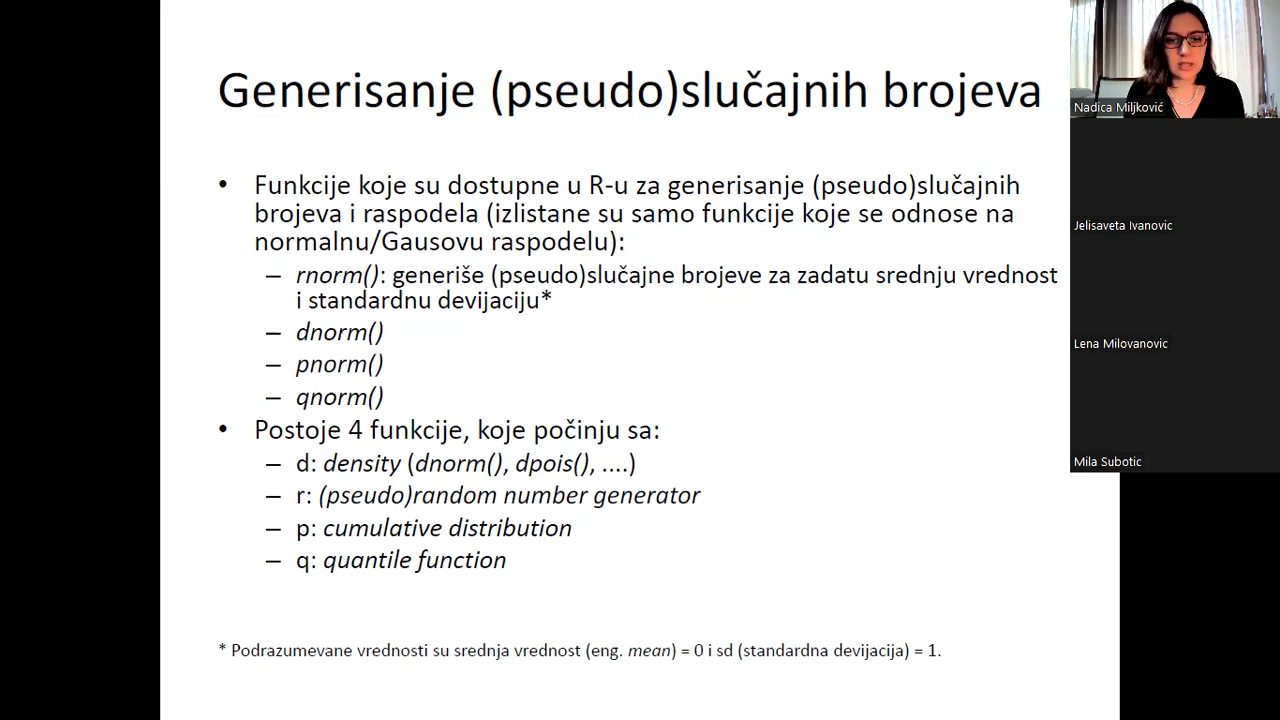 Generisanje (pseudo)slučajnih brojeva
• Funkcije koje su dostupne u R-u za generisanje (pseudo)slučajnih
brojeva i raspodela (izlistane su samo funkcije koje se odnose na
normalnu/Gausovu raspodelu):
– rnorm(): generiše (pseudo)slučajne brojeve za zadatu srednju vrednost
i standardnu devijaciju*
– dnorm()
– pnorm()
– qnorm()
• Postoje 4 funkcije, koje počinju sa:
– d: density (dnorm(), dpois(), ....)
– r: (pseudo)random number generator
– p: cumulative distribution
– q: quantile function
* Podrazumevane vrednosti su srednja vrednost (eng. mean) = 0 i sd (standardna devijacija) = 1.
Nadica Miljković
Jelisaveta Ivanovic
Lena Milovanovic
Mila Subotic